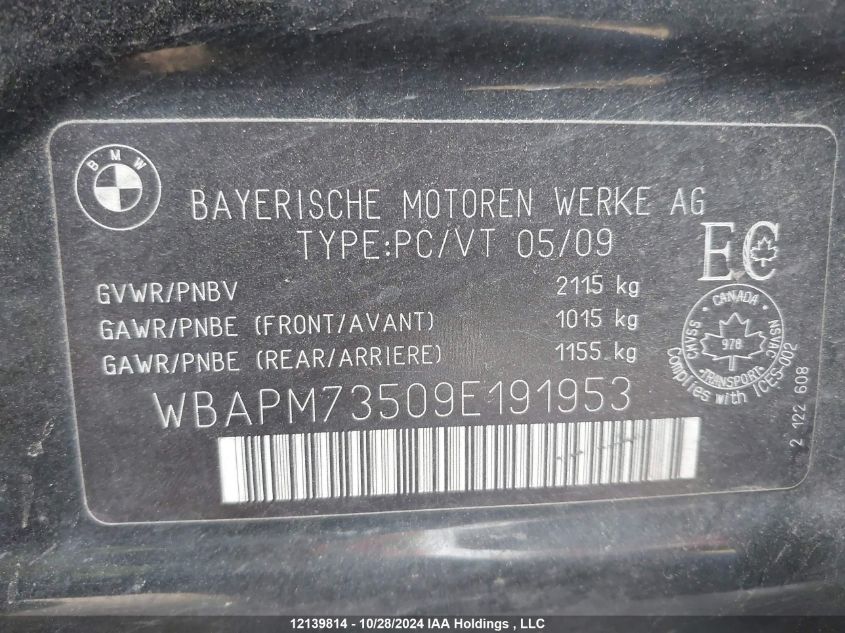 BMW
BAYERISCHE MOTOREN WERKE AG
TYPE:PC/VT 05/09
EC
GVWR/PNBV 2115 kg
GAWR/PNBE (FRONT/AVANT) 1015 kg
GAWR/PNBE (REAR/ARRIERE) 1155 kg
CANADA
CMVSS
978
NSVAC
TRANSPORT
Complies with ICES-002
2 122 608
WBAPM73509E191953
12139814 - 10/28/2024 IAA Holdings , LLC